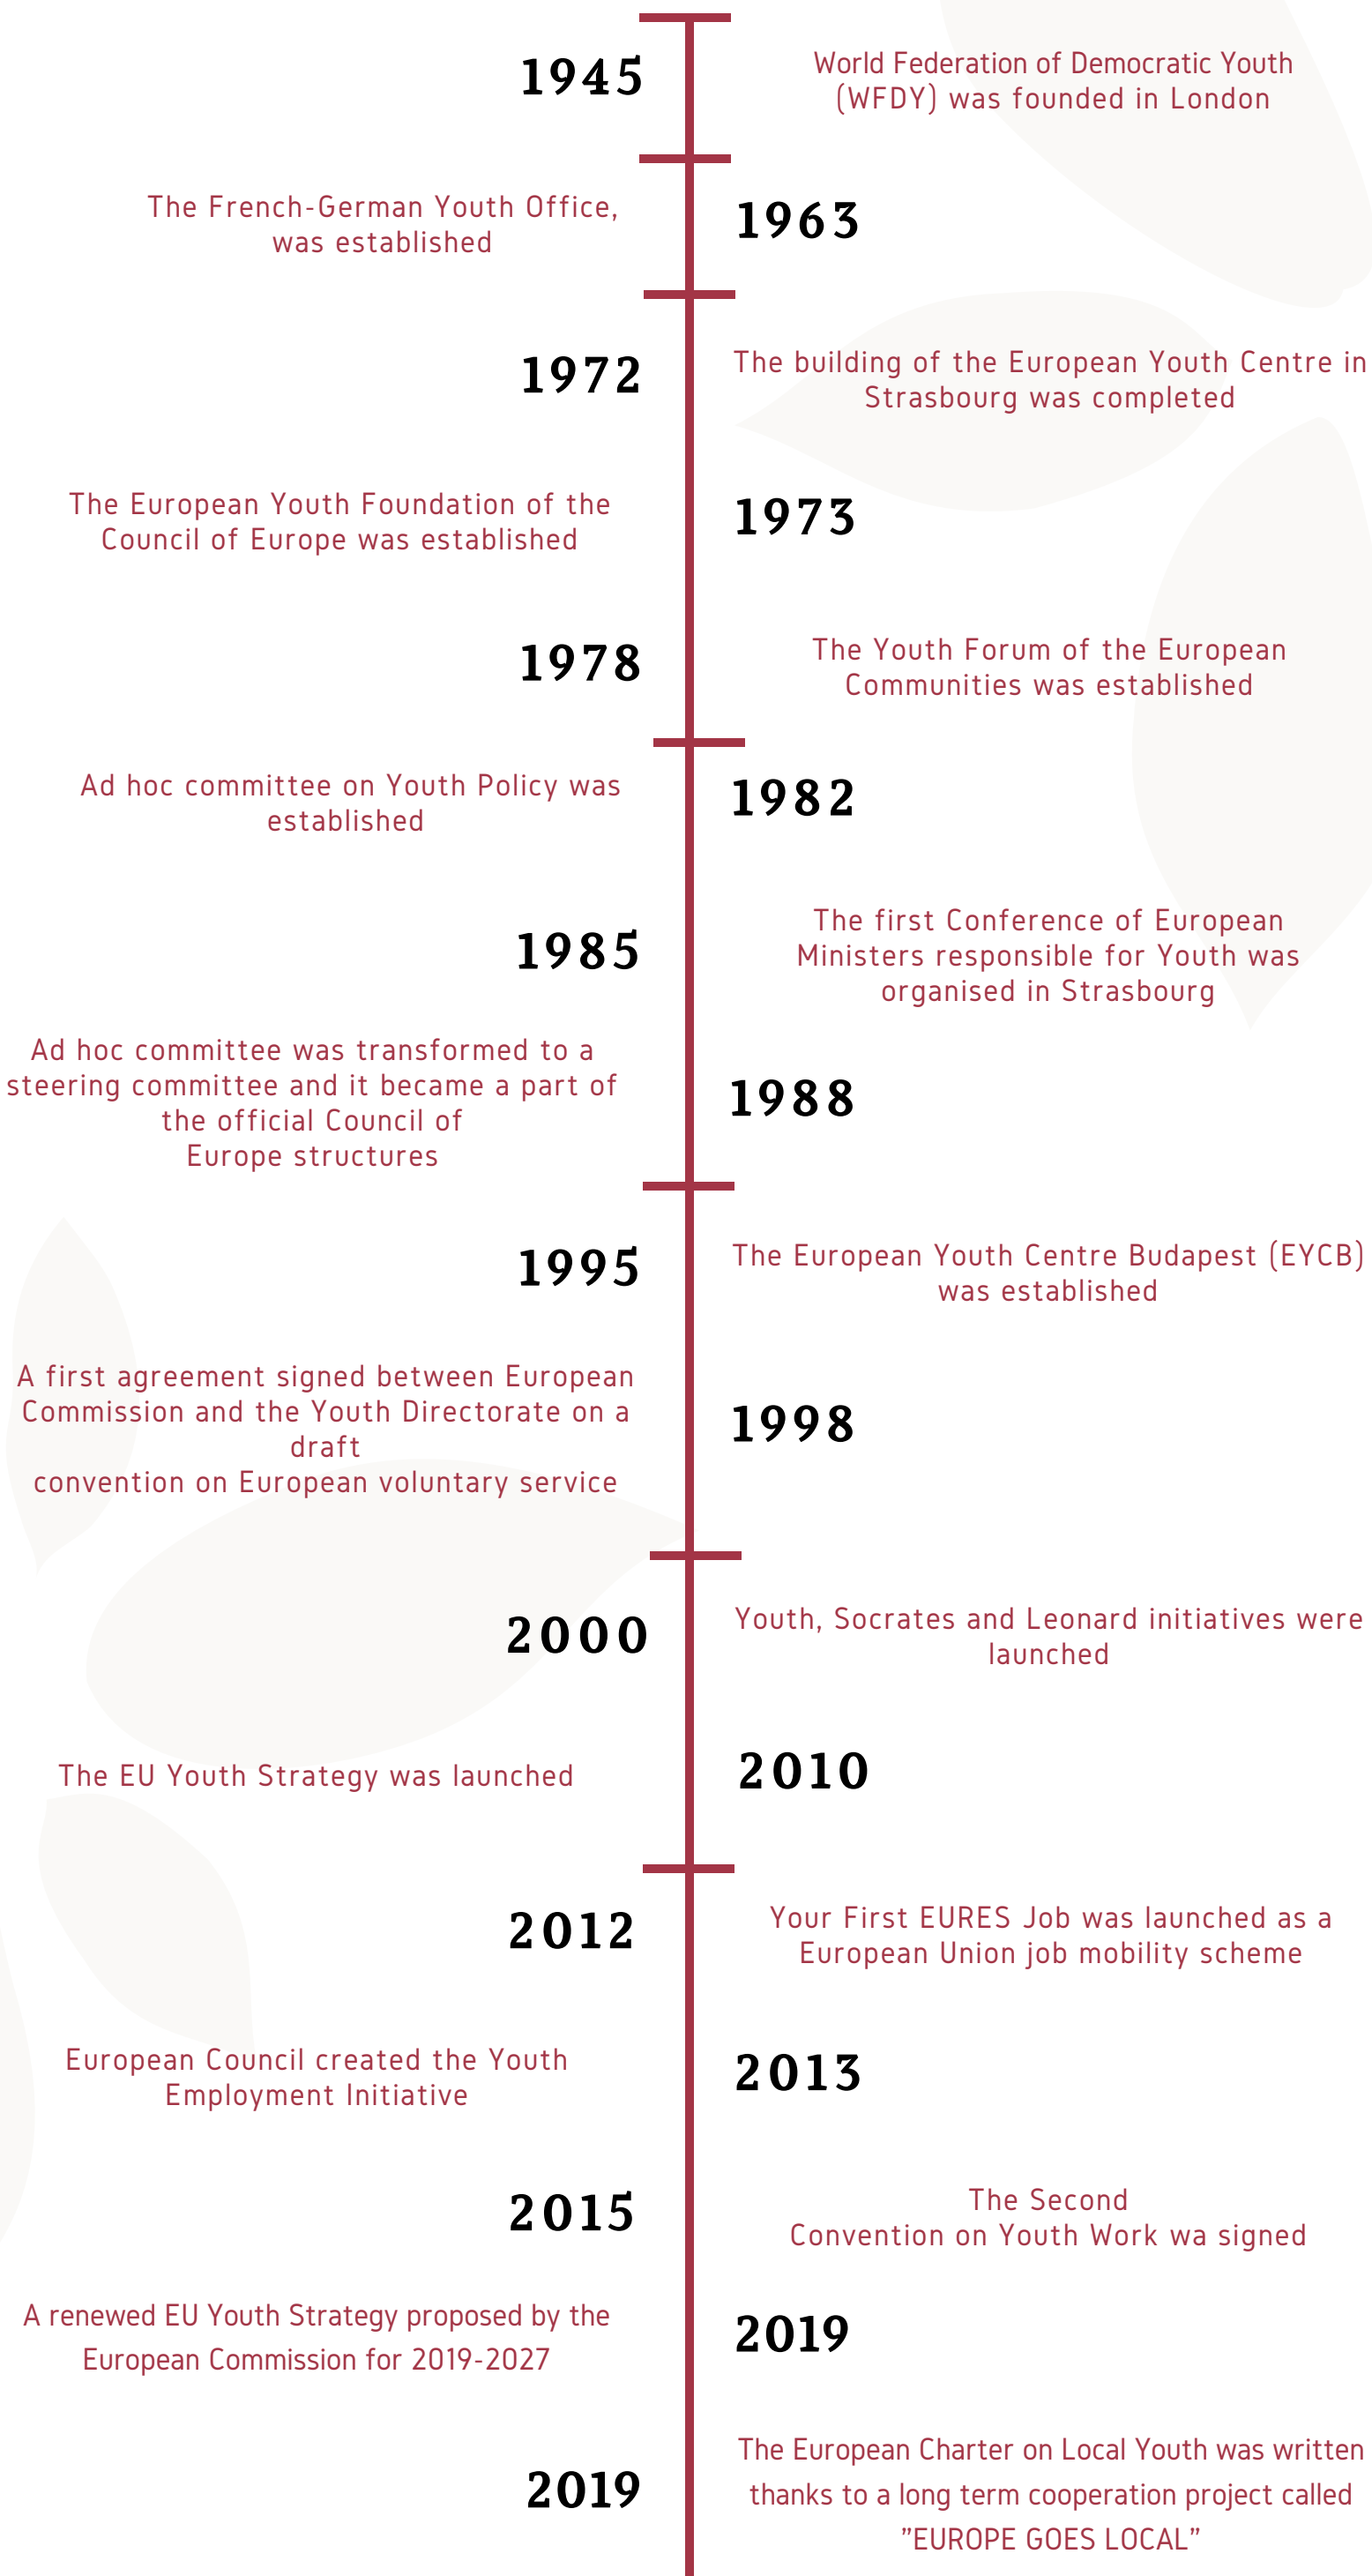 1945
World Federation of Democratic Youth
(WFDY) was founded in London
The French-German Youth Office,
was established
1963
1972
The building of the European Youth Centre in
Strasbourg was completed
The European Youth Foundation of the
Council of Europe was established
1973
1978
The Youth Forum of the European
Communities was established
Ad hoc committee on Youth Policy was
established
1982
1985
The first Conference of European
Ministers responsible for Youth was
organised in Strasbourg
Ad hoc committee was transformed to a
steering committee and it became a part of
the official Council of
Europe structures
1988
1995
The European Youth Centre Budapest (EYCB)
was established
A first agreement signed between European
Commission and the Youth Directorate on a
draft
convention on European voluntary service
1998
2000
Youth, Socrates and Leonard initiatives were
launched
The EU Youth Strategy was launched
2010
2012
Your First EURES Job was launched as a
European Union job mobility scheme
European Council created the Youth
Employment Initiative
2013
2015
The Second
Convention on Youth Work wa signed
A renewed EU Youth Strategy proposed by the
European Commission for 2019-2027
2019
2019
The European Charter on Local Youth was written
thanks to a long term cooperation project called
”EUROPE GOES LOCAL”